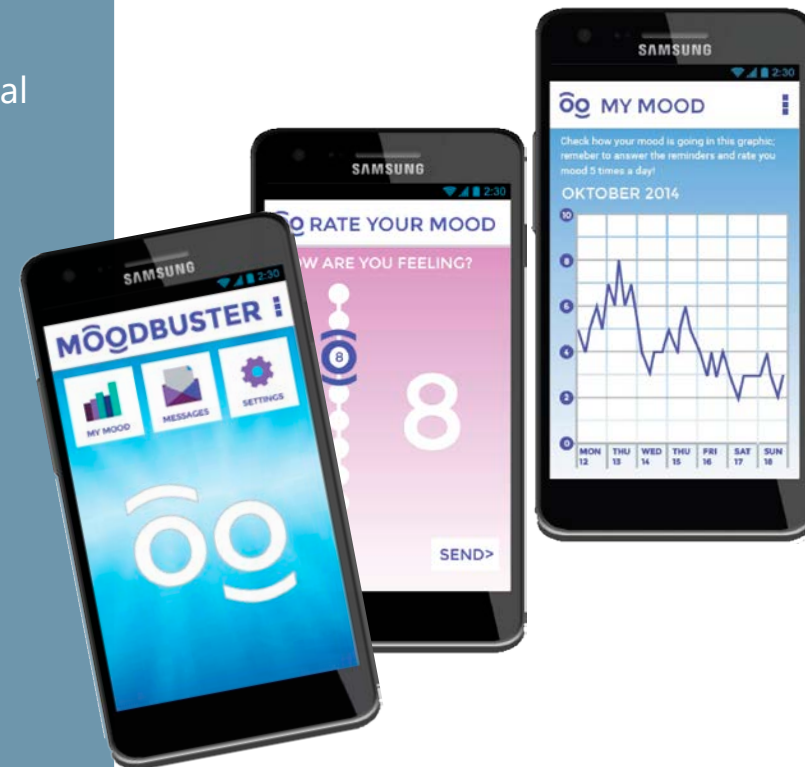 al
SAMSUNG
2:30
MOODBUSTER
MY MOOD
MESSAGES
SETTINGS
SAMSUNG
2:30
RATE YOUR MOOD
HOW ARE YOU FEELING?
8
8
SEND>
SAMSUNG
2:30
MY MOOD
Check how your mood is going in this graphic;
remeber to answer the reminders and rate you
mood 5 times a day!
OKTOBER 2014
10
8
6
4
2
0
MON THU WED THU FRI SAT SUN
12 13 14 15 16 17 18